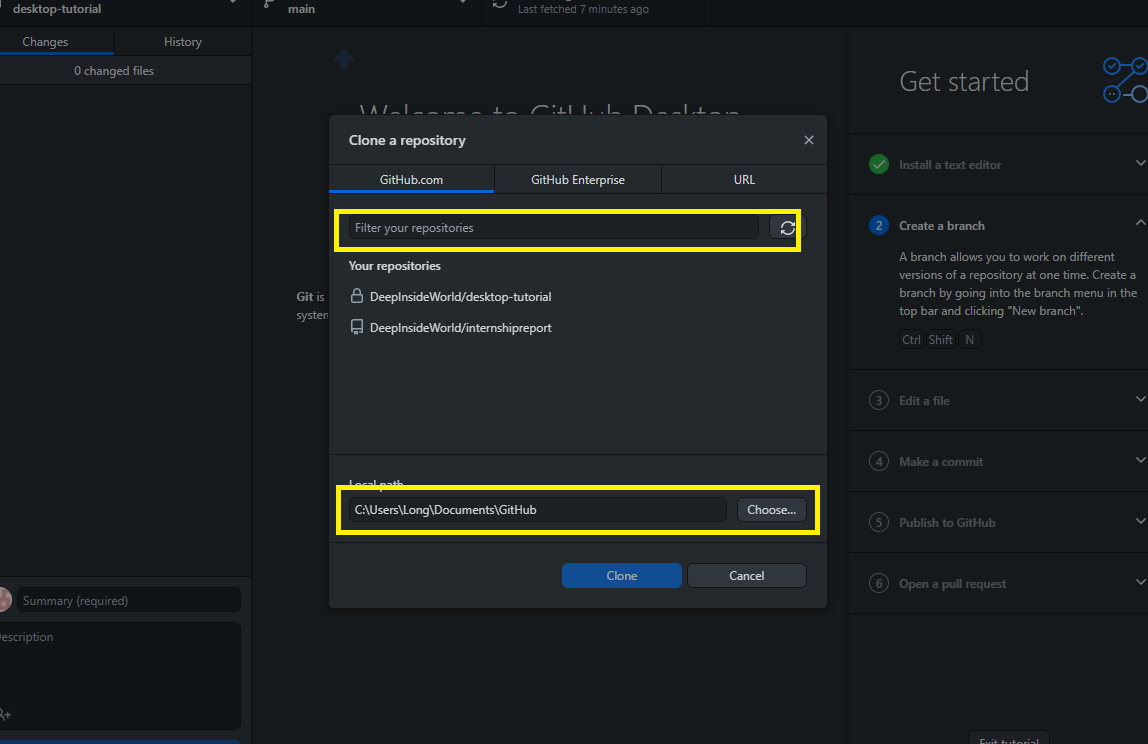 desktop-tutorial
main
Last fetched 7 minutes ago
Changes
History
0 changed files
Welcome to GitHub Desktop
Git is
system
Clone a repository
GitHub.com
GitHub Enterprise
URL
Filter your repositories
Your repositories
DeepInsideWorld/desktop-tutorial
DeepInsideWorld/internshipreport
Local path
C:\Users\Long\Documents\GitHub
Choose...
Clone
Cancel
Get started
Install a text editor
2
Create a branch
A branch allows you to work on different
versions of a repository at one time. Create a
branch by going into the branch menu in the
top bar and clicking "New branch".
Ctrl Shift N
3
Edit a file
4
Make a commit
5
Publish to GitHub
6
Open a pull request
Exit tutorial
Summary (required)
escription